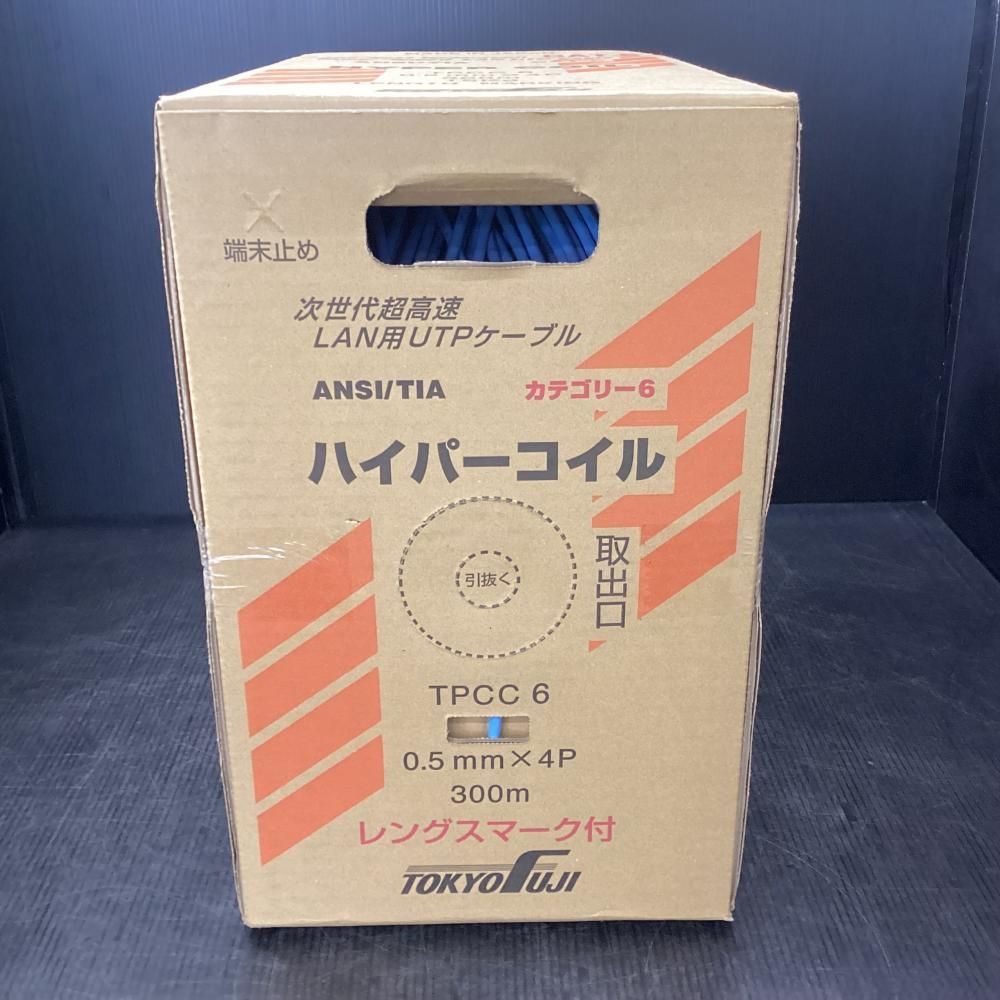 端末止め
次世代超高速
LAN用UTPケーブル
ANSI/TIA カテゴリー6
ハイパーコイル
引抜く
取出口
TPCC 6
0.5 mm×4P
300m
レングスマーク付
TOKYO FUJI